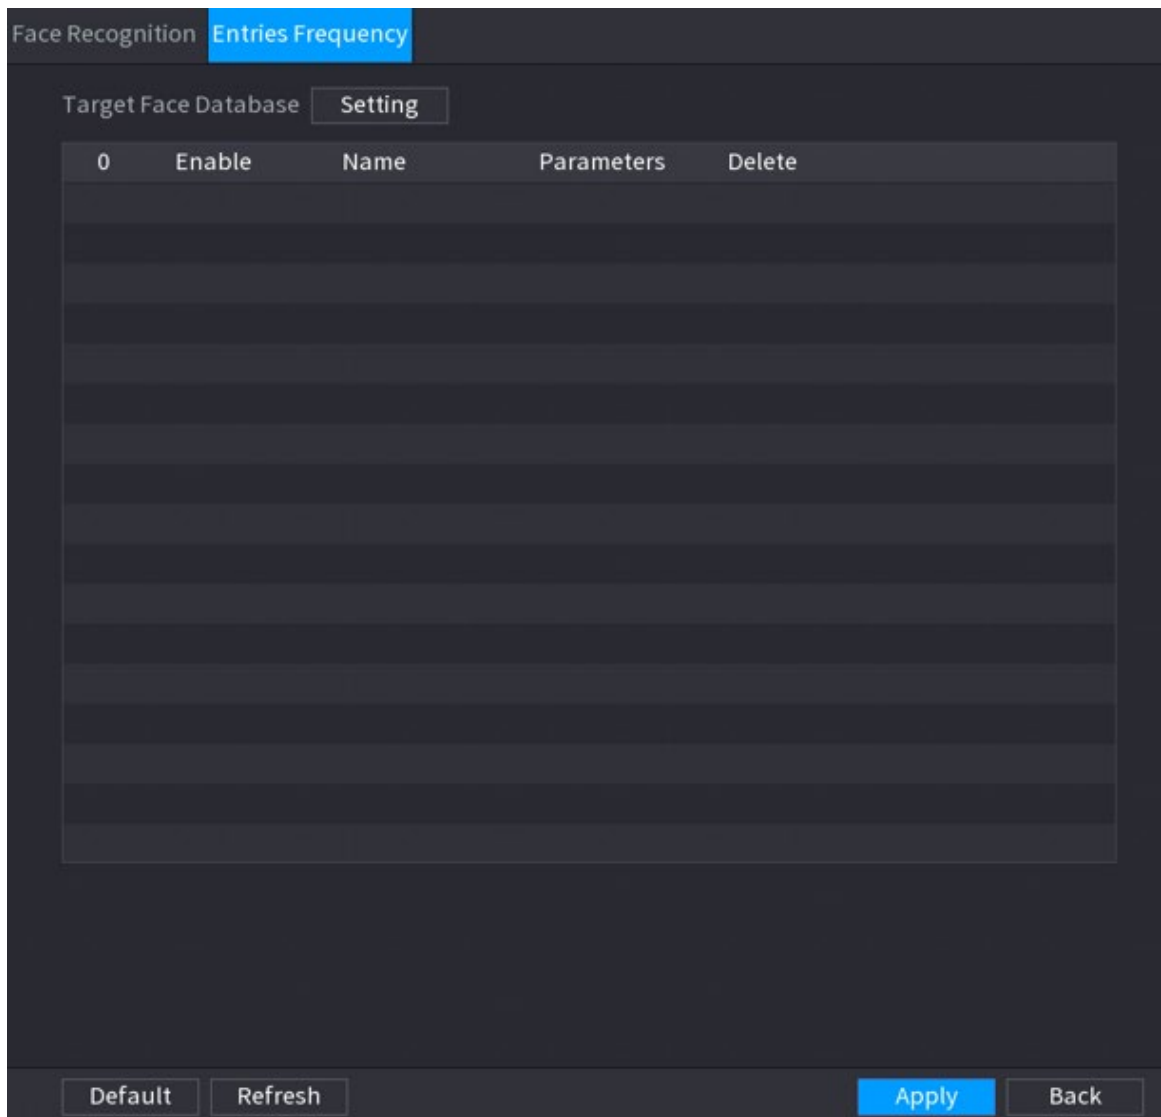 Face Recognition Entries Frequency
Target Face Database Setting
0 Enable Name Parameters Delete
Default Refresh Apply Back